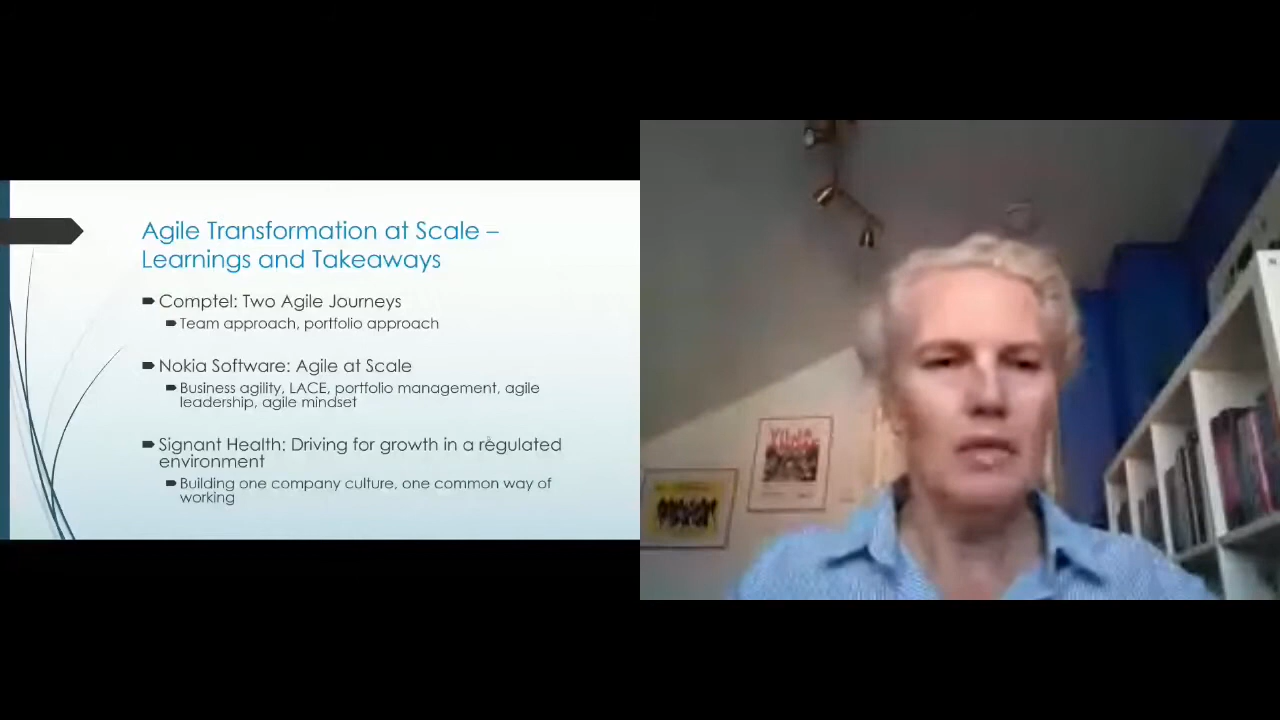 Agile Transformation at Scale –
Learnings and Takeaways
Comptel: Two Agile Journeys
Team approach, portfolio approach
Nokia Software: Agile at Scale
Business agility, LACE, portfolio management, agile
leadership, agile mindset
Signant Health: Driving for growth in a regulated
environment
Building one company culture, one common way of
working